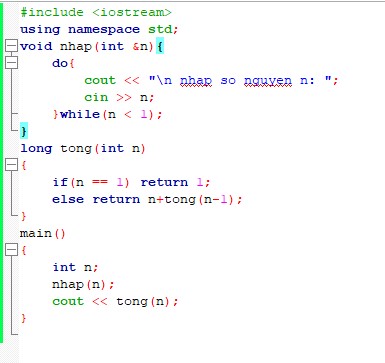 #include <iostream>
using namespace std;
void nhap(int &n){
do{
cout << "\n nhap so nguyen n: ";
cin >> n;
}while(n < 1);
}
long tong(int n)
{
if(n == 1) return 1;
else return n+tong(n-1);
}
main()
{
int n;
nhap(n);
cout << tong(n);
}